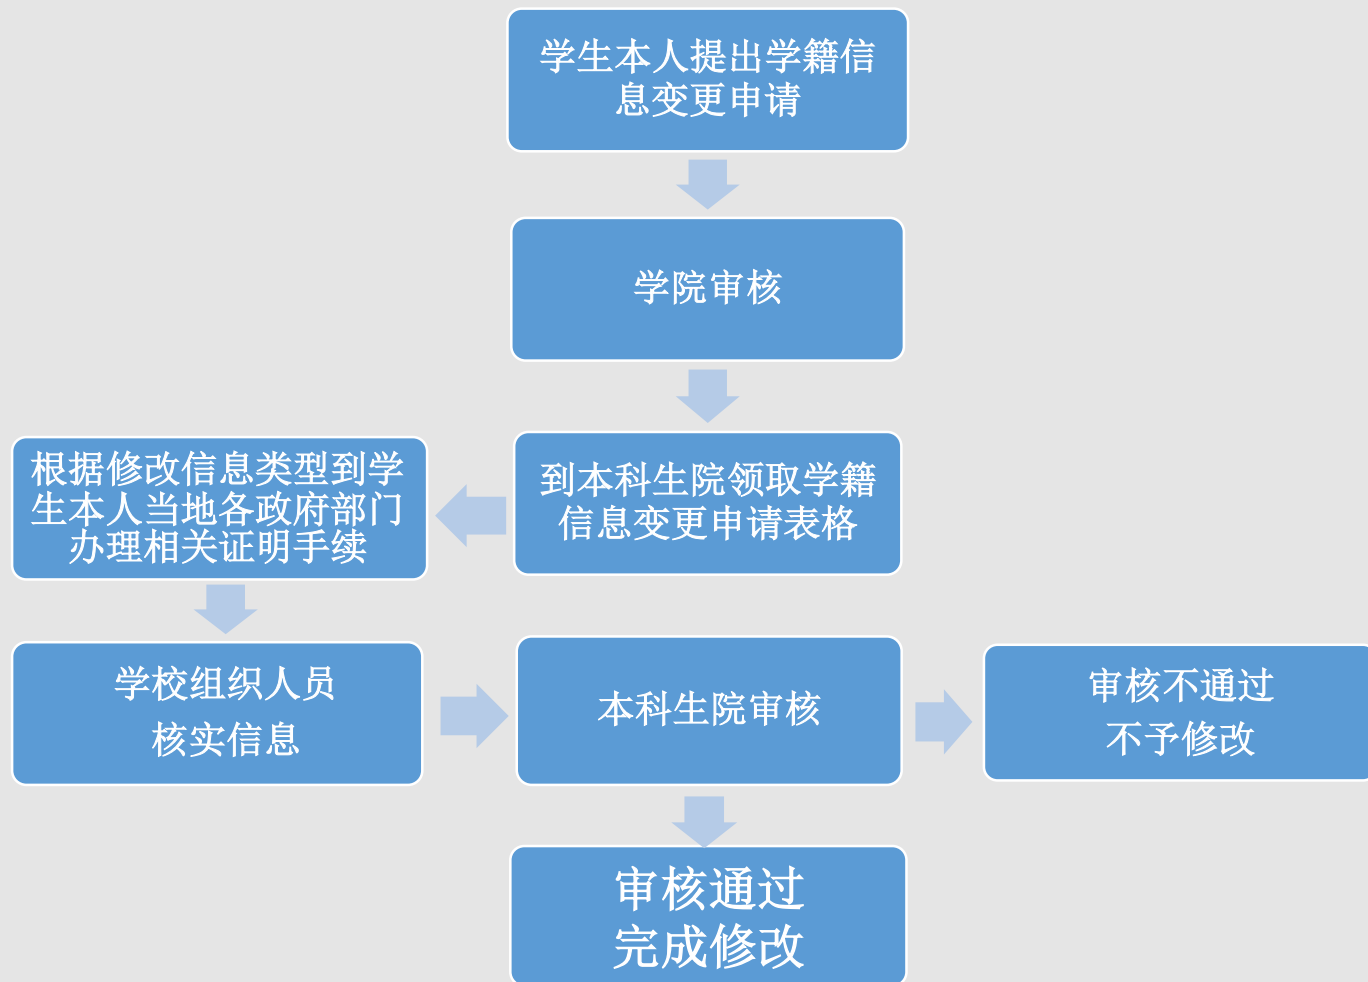 学生本人提出学籍信
息变更申请
学院审核
到本科生院领取学籍
信息变更申请表格
根据修改信息类型到学
生本人当地各政府部门
办理相关证明手续
学校组织人员
核实信息
本科生院审核
审核不通过
不予修改
审核通过
完成修改